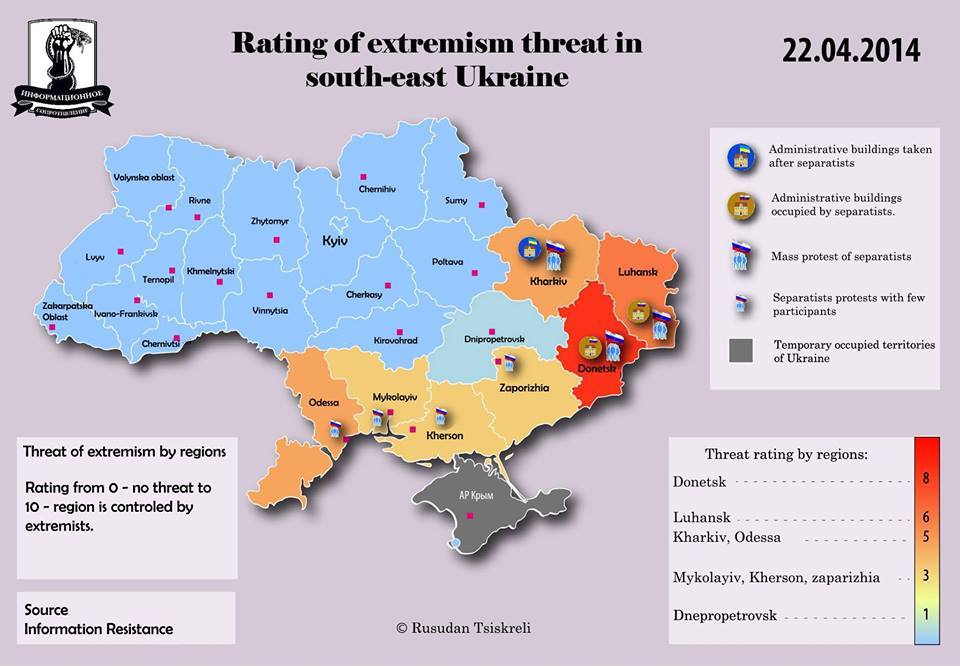 ИНФОРМАЦИОННОЕ
СОПРОТИВЛЕНИЕ
Rating of extremism threat in
south-east Ukraine
22.04.2014
Administrative buildings taken
after separatists
Administrative buildings
occupied by separatists.
Mass protest of separatists
Separatists protests with few
participants
Temporary occupied territories
of Ukraine
Volynska oblast
Rivne
Zhytomyr
Kyiv
Chernihiv
Sumy
Lvyv
Ternopil
Khmelnytski
Vinnytsia
Cherkasy
Poltava
Kharkiv
Luhansk
Zakarpatska
Oblast
Ivano-Frankivsk
Chernivtsi
Kirovohrad
Dnipropetrovsk
Donetsk
Odessa
Mykolayiv
Zaporizhia
Kherson
АР Крым
Threat of extremism by regions
Rating from 0 - no threat to
10 - region is controled by
extremists.
Source
Information Resistance
© Rusudan Tsiskreli
Threat rating by regions:
Donetsk 8
Luhansk 6
Kharkiv, Odessa 5
Mykolayiv, Kherson, zaparizhia 3
Dnepropetrovsk 1